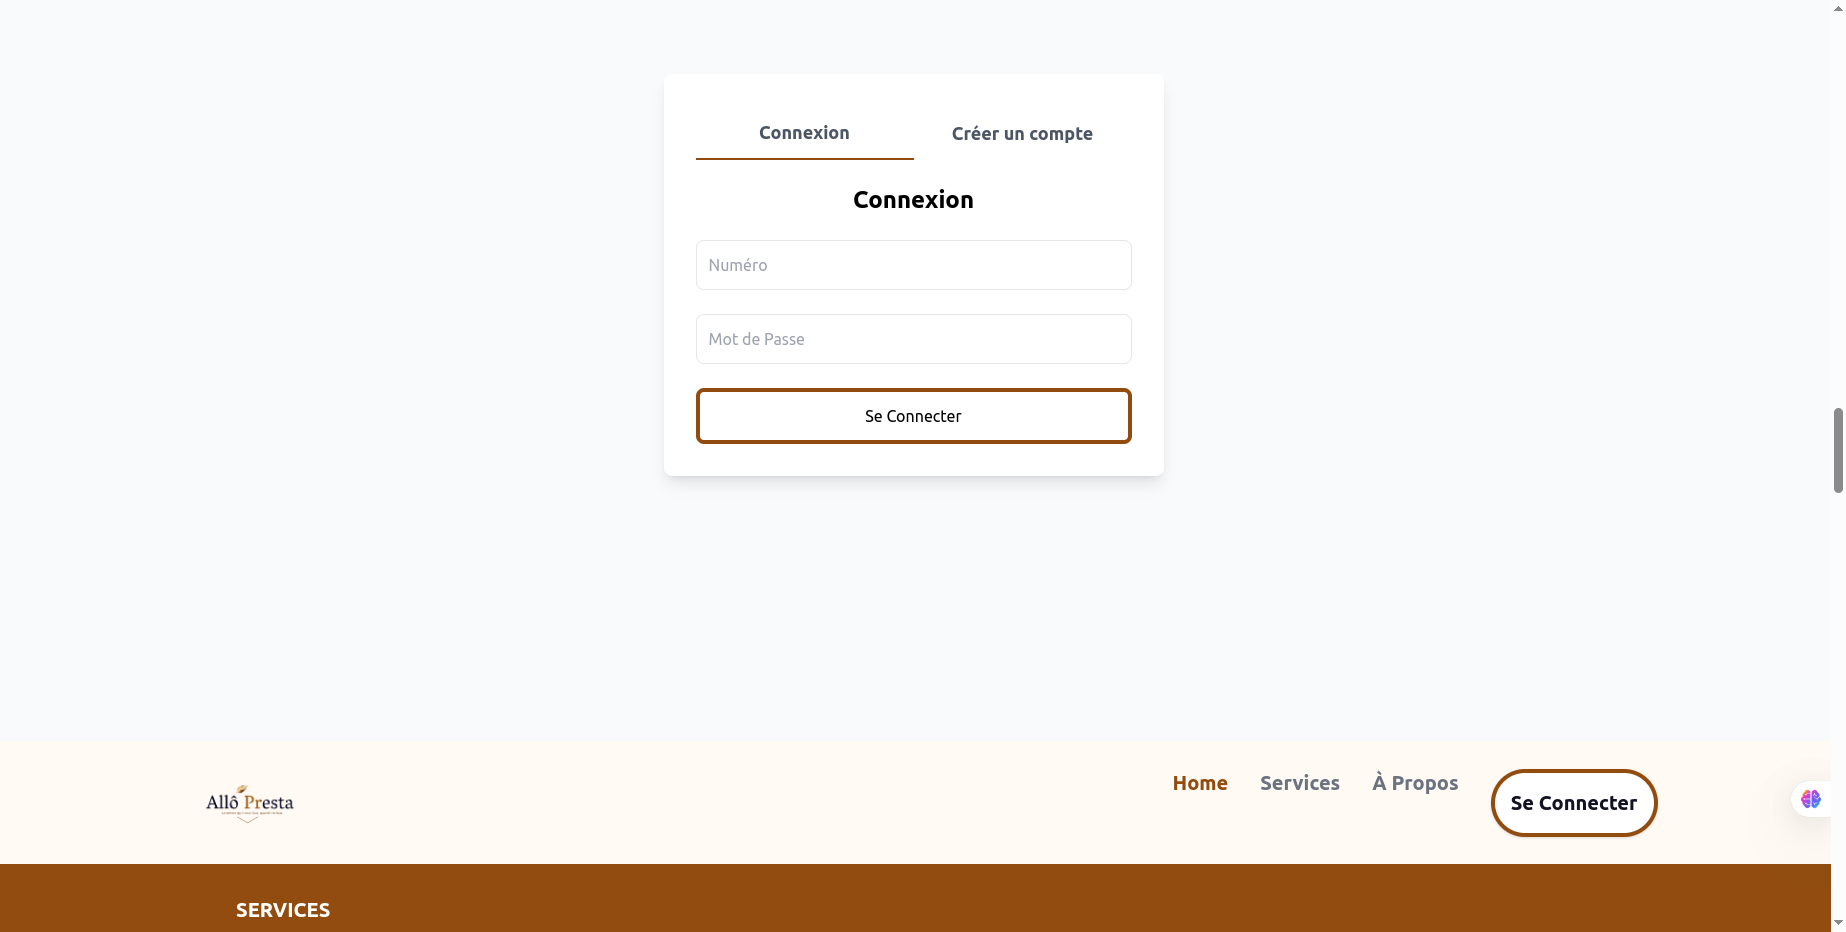 Connexion
Créer un compte
Connexion
Numéro
Mot de Passe
Se Connecter
Allô Presta
Home
Services
À Propos
Se Connecter
SERVICES